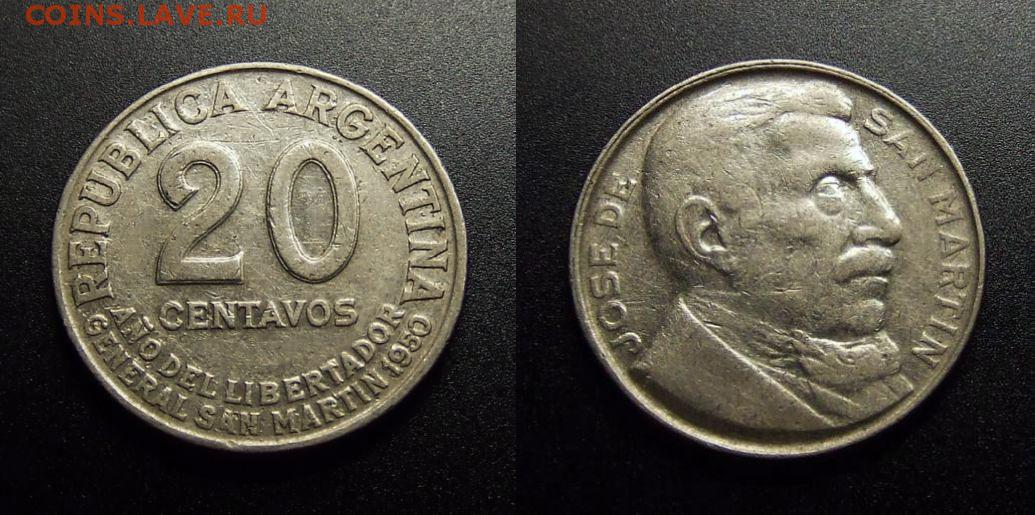 COINS.LAVE.RU
REPUBLICA ARGENTINA
20
CENTAVOS
AÑO DEL LIBERTADOR
GENERAL SAN MARTIN 1950
JOSE DE SAN MARTIN